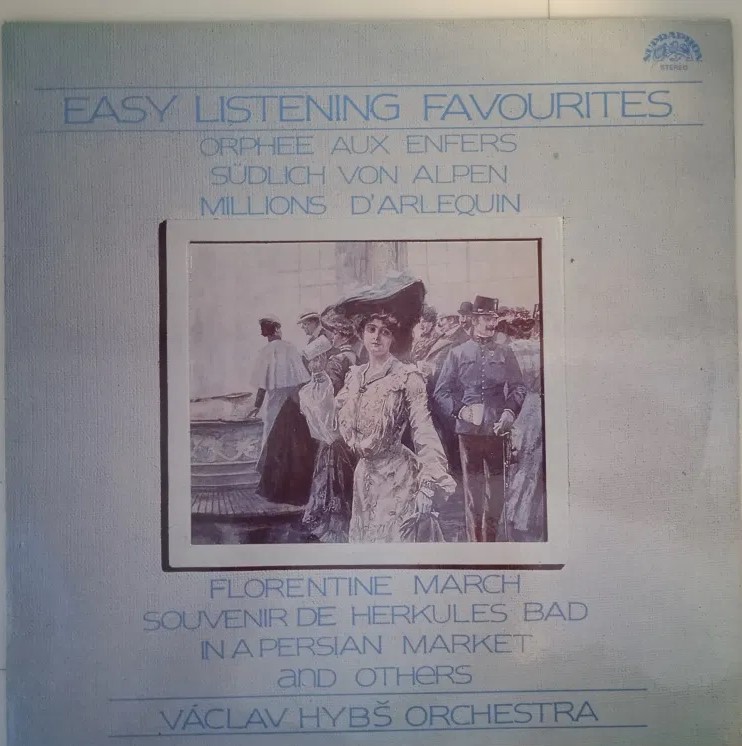 SUPRAPHON
STEREO
EASY LISTENING FAVOURITES
ORPHEE AUX ENFERS
SÜDLICH VON ALPEN
MILLIONS D'ARLEQUIN
FLORENTINE MARCH
SOUVENIR DE HERKULES BAD
IN A PERSIAN MARKET
and OTHERS
VÁCLAV HYBŠ ORCHESTRA